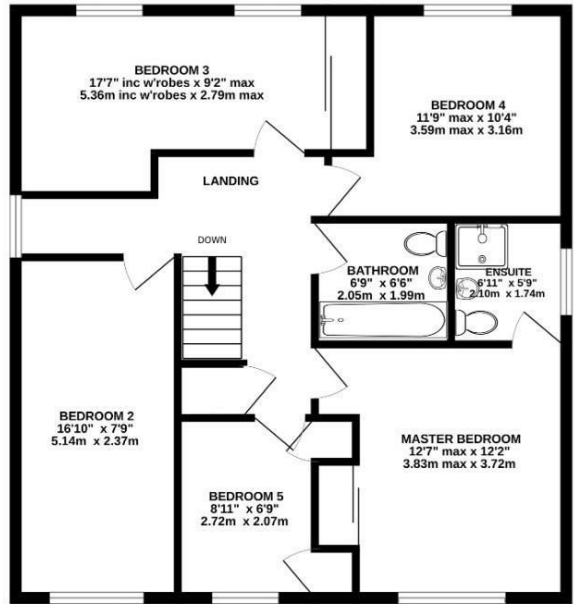 BEDROOM 3
17'7" inc w'robes x 9'2" max
5.36m inc w'robes x 2.79m max
BEDROOM 4
11'9" max x 10'4"
3.59m max x 3.16m
LANDING
DOWN
BATHROOM
6'9" x 6'6"
2.05m x 1.99m
ENSUITE
6'11" x 5'9"
2.10m x 1.74m
BEDROOM 2
16'10" x 7'9"
5.14m x 2.37m
MASTER BEDROOM
12'7" max x 12'2"
3.83m max x 3.72m
BEDROOM 5
8'11" x 6'9"
2.72m x 2.07m